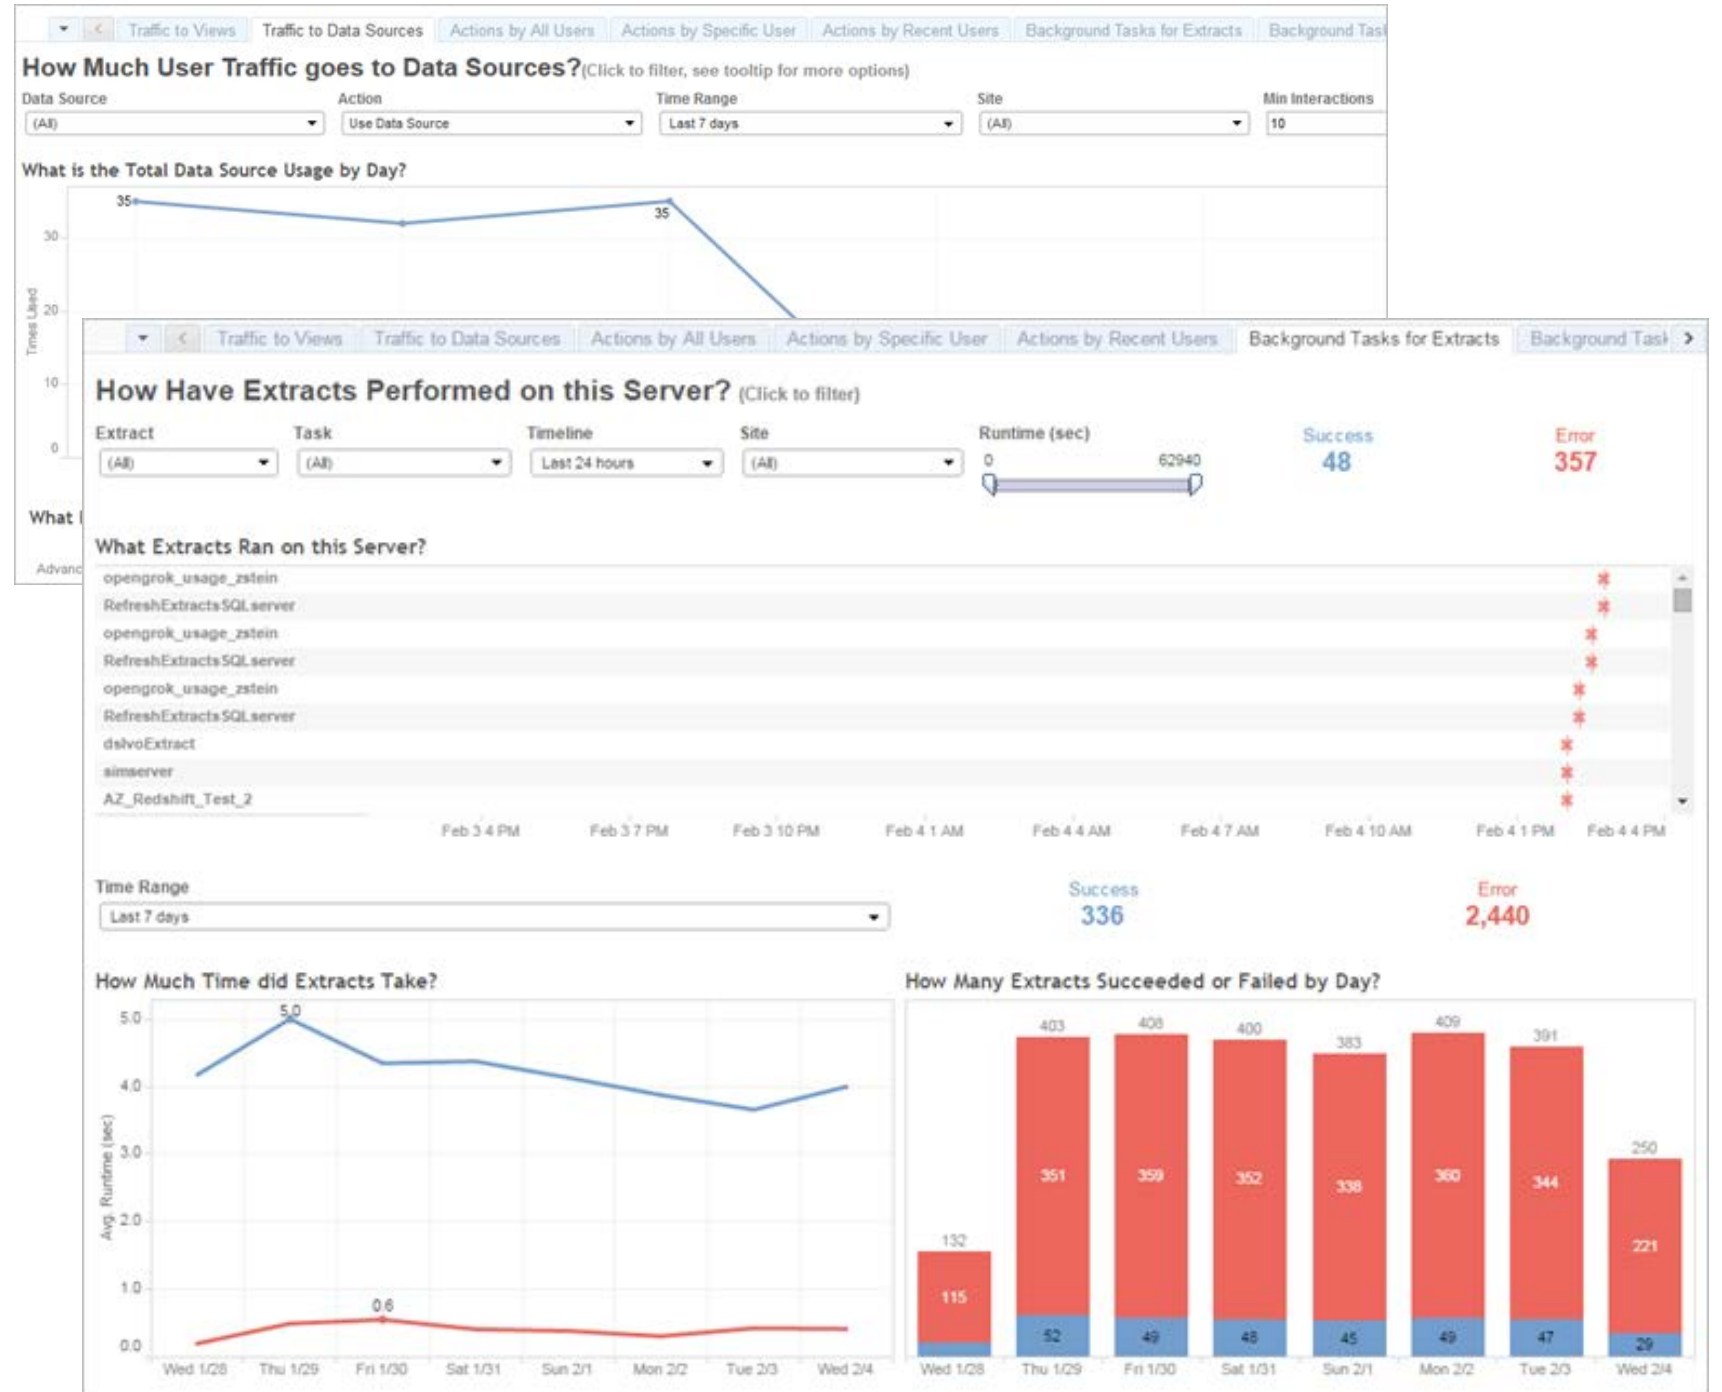 Traffic to Views Traffic to Data Sources Actions by All Users Actions by Specific User Actions by Recent Users Background Tasks for Extracts Background Tas
How Much User Traffic goes to Data Sources?(Click to filter, see tooltip for more options)
Data Source Action Time Range Site Min Interactions
(All) Use Data Source Last 7 days (All) 10
What is the Total Data Source Usage by Day?
35
35
30
20
10
0
Times Used
What
Advanc
Traffic to Views Traffic to Data Sources Actions by All Users Actions by Specific User Actions by Recent Users Background Tasks for Extracts Background Task
How Have Extracts Performed on this Server? (Click to filter)
Extract Task Timeline Site Runtime (sec) Success Error
(All) (All) Last 24 hours (All) 0 62940 48 357
What Extracts Ran on this Server?
opengrok_usage_zstein
RefreshExtractsSQLserver
opengrok_usage_zstein
RefreshExtractsSQLserver
opengrok_usage_zstein
RefreshExtractsSQLserver
dslvoExtract
simserver
AZ_Redshift_Test_2
Feb 3 4 PM Feb 3 7 PM Feb 3 10 PM Feb 4 1 AM Feb 4 4 AM Feb 4 7 AM Feb 4 10 AM Feb 4 1 PM Feb 4 4 PM
Time Range Success Error
Last 7 days 336 2,440
How Much Time did Extracts Take?
5.0
5.0
4.0
3.0
2.0
1.0
0.6
0.0
Avg. Runtime (sec)
Wed 1/28 Thu 1/29 Fri 1/30 Sat 1/31 Sun 2/1 Mon 2/2 Tue 2/3 Wed 2/4
How Many Extracts Succeeded or Failed by Day?
403 408 400 383 409 391
250
351 359 352 338 360 344
132
221
115
52 49 48 45 49 47 29
Wed 1/28 Thu 1/29 Fri 1/30 Sat 1/31 Sun 2/1 Mon 2/2 Tue 2/3 Wed 2/4